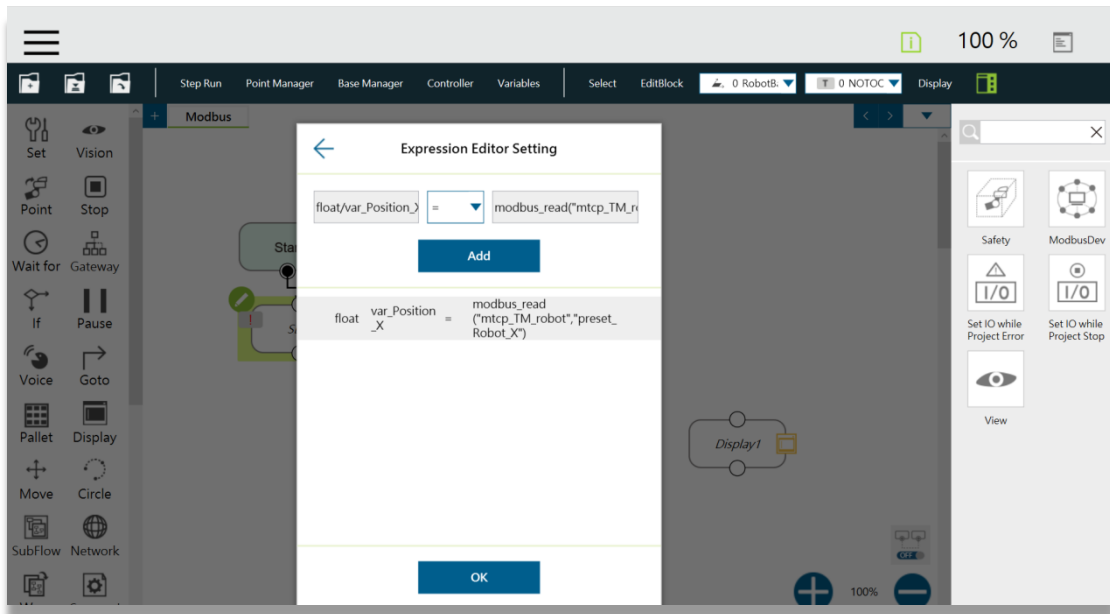 100 %
Step Run Point Manager Base Manager Controller Variables Select EditBlock 0 RobotB. T 0 NOTOC Display
+ Modbus < >
Set Vision
Point Stop
Wait for Gateway
If Pause
Voice Goto
Pallet Display
Move Circle
SubFlow Network
Expression Editor Setting
float/var_Position_X = modbus_read("mtcp_TM_r
Add
float var_Position = modbus_read
_X ("mtcp_TM_robot","preset_
Robot_X")
OK
Star
Display1
OFF
100%
Safety ModbusDev
I/O I/O
Set IO while Set IO while
Project Error Project Stop
View